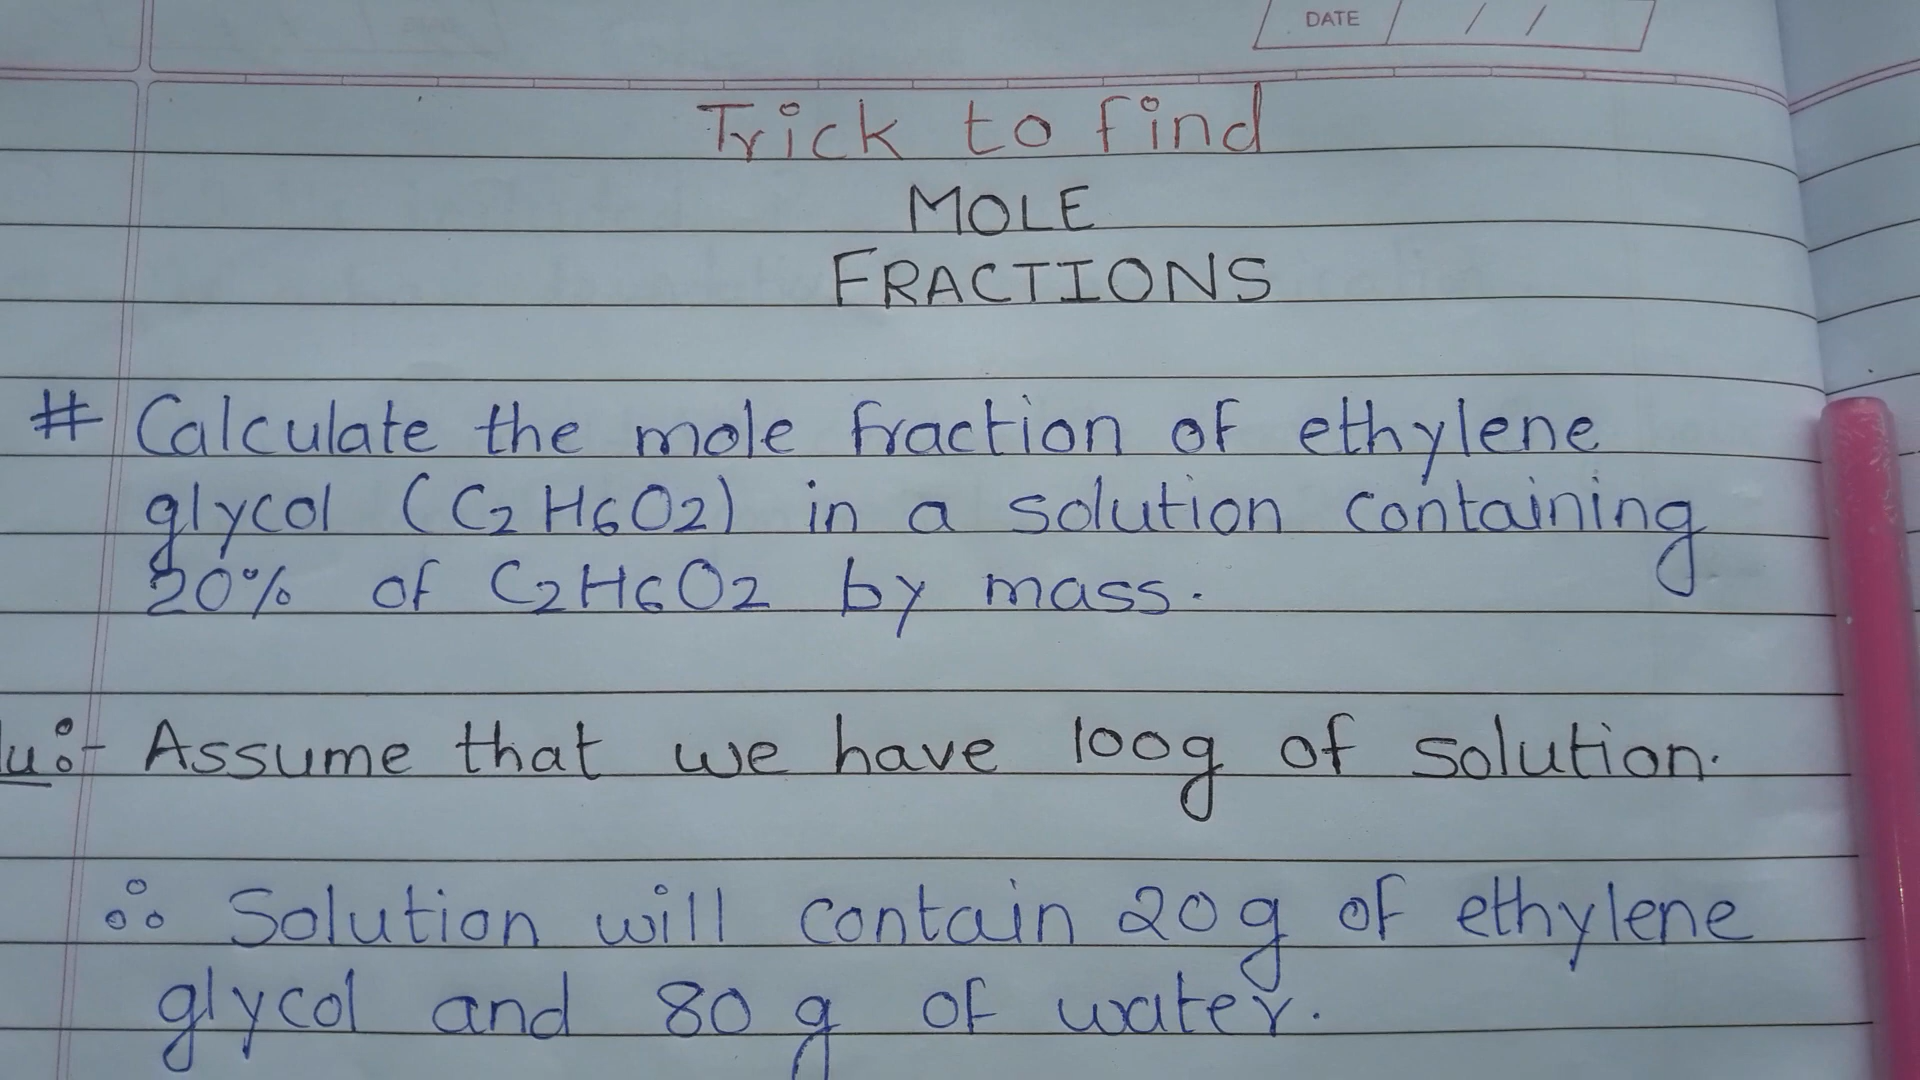 DATE / /
Trick to find
MOLE
FRACTIONS
# Calculate the mole fraction of ethylene
glycol (C2H6O2) in a solution containing
20% of C2H6O2 by mass.
lu:- Assume that we have 100g of solution.
∴ Solution will contain 20g of ethylene
glycol and 80 g of water.